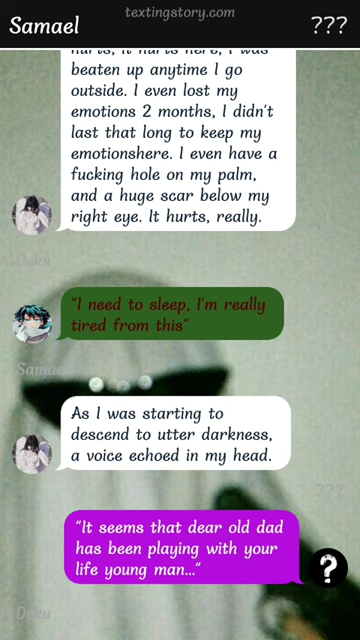 textingstory.com
Samael
???
hurts, it hurts here, I was
beaten up anytime I go
outside. I even lost my
emotions 2 months, I didn't
last that long to keep my
emotionshere. I even have a
fucking hole on my palm,
and a huge scar below my
right eye. It hurts, really.
Deku
"I need to sleep, I'm really
tired from this"
Samael
As I was starting to
descend to utter darkness,
a voice echoed in my head.
???
"It seems that dear old dad
has been playing with your
life young man..."
?
Deku